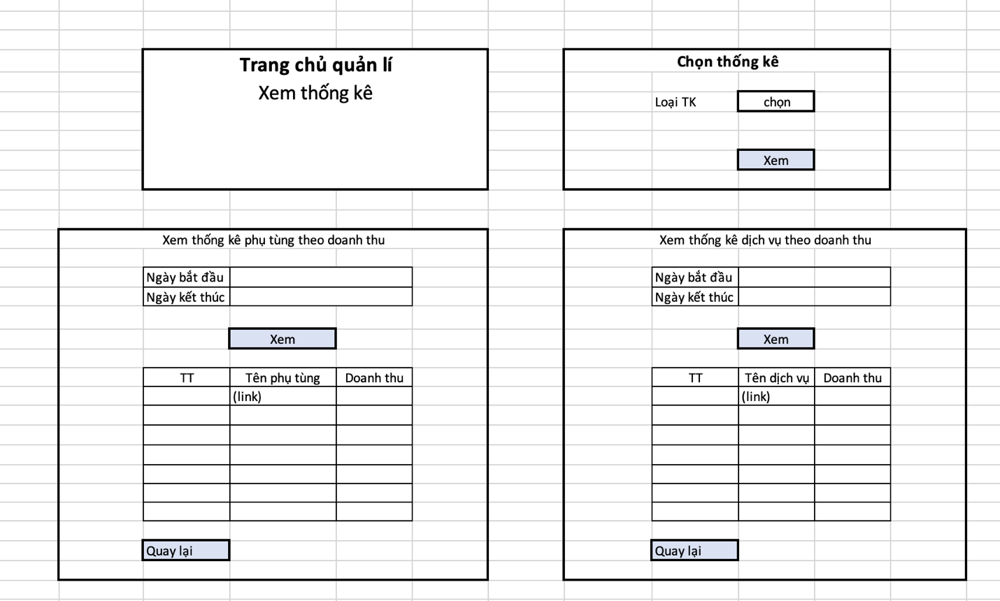 Trang chủ quản lí
Xem thống kê
Chọn thống kê
Loại TK
chọn
Xem
Xem thống kê phụ tùng theo doanh thu
Ngày bắt đầu
Ngày kết thúc
Xem
TT Tên phụ tùng Doanh thu
(link)
Quay lại
Xem thống kê dịch vụ theo doanh thu
Ngày bắt đầu
Ngày kết thúc
Xem
TT Tên dịch vụ Doanh thu
(link)
Quay lại